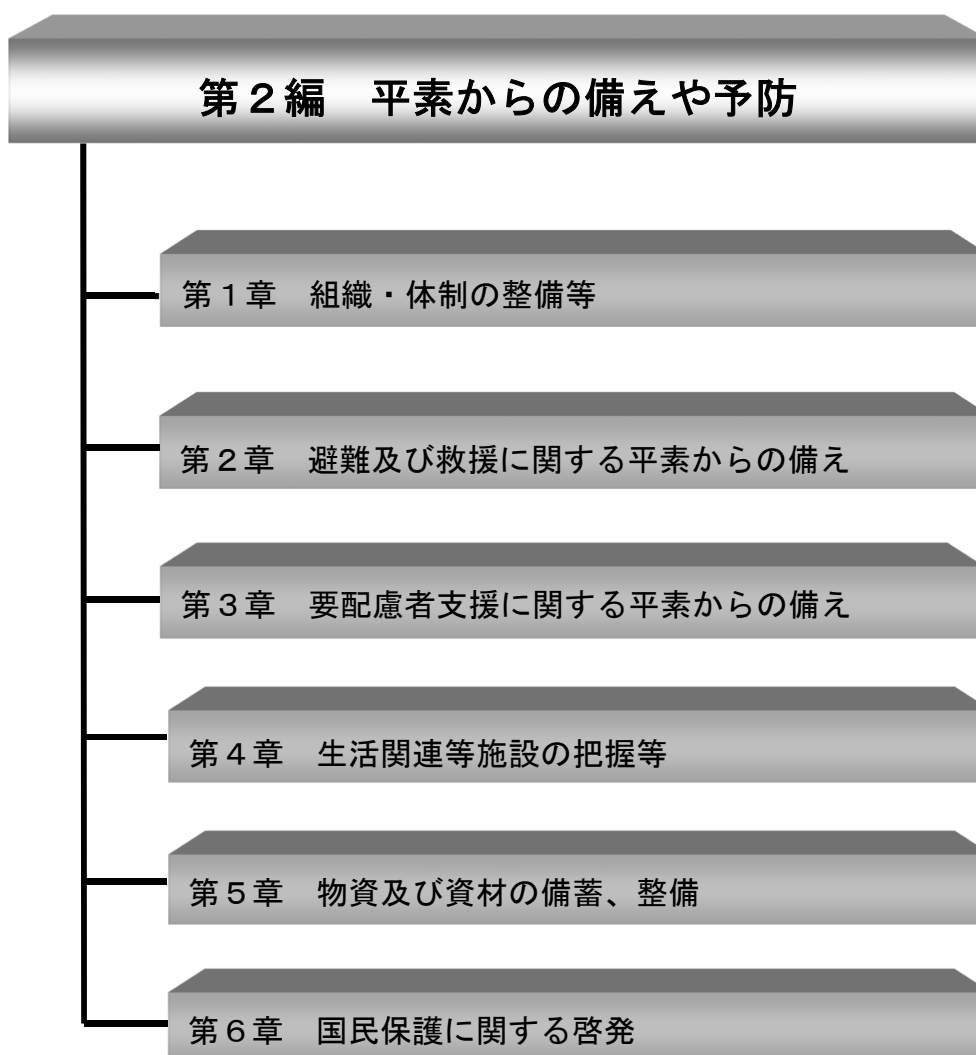 第２編　平素からの備えや予防
第１章　組織・体制の整備等
第２章　避難及び救援に関する平素からの備え
第３章　要配慮者支援に関する平素からの備え
第４章　生活関連等施設の把握等
第５章　物資及び資材の備蓄、整備
第６章　国民保護に関する啓発